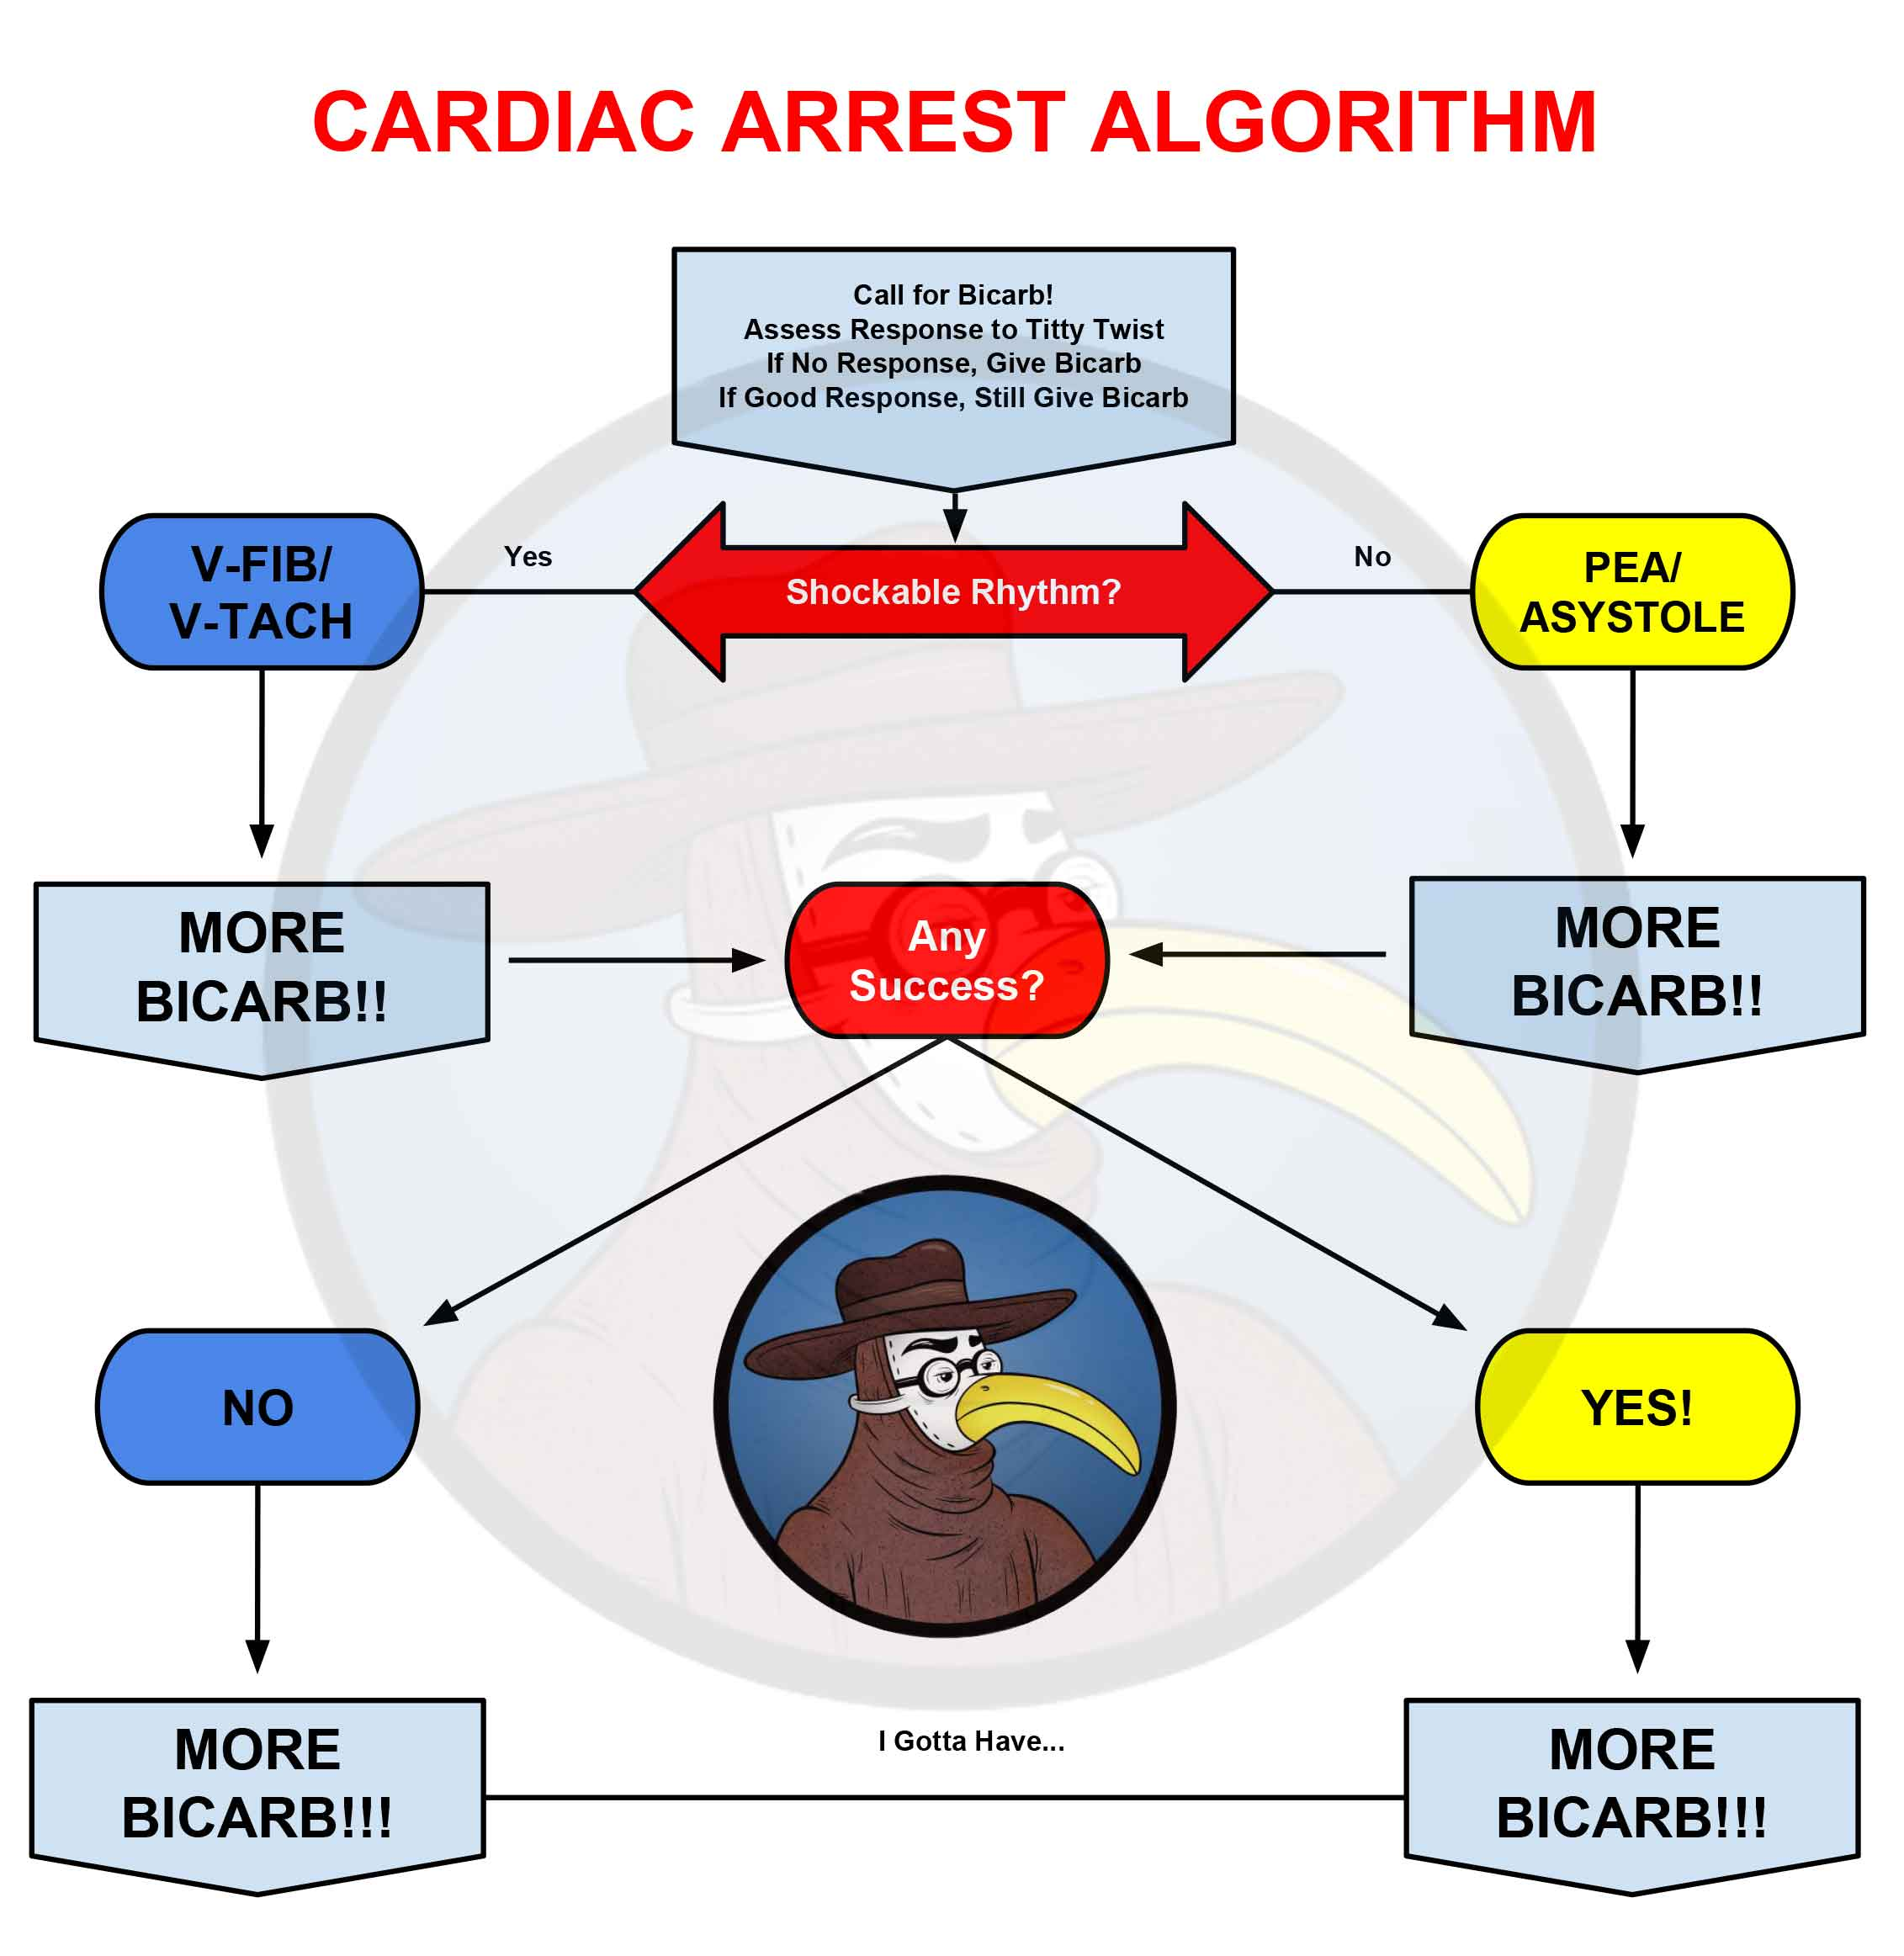 CARDIAC ARREST ALGORITHM
Call for Bicarb!
Assess Response to Titty Twist
If No Response, Give Bicarb
If Good Response, Still Give Bicarb
V-FIB/
V-TACH
Yes
Shockable Rhythm?
No
PEA/
ASYSTOLE
MORE
BICARB!!
Any
Success?
MORE
BICARB!!
NO
YES!
MORE
BICARB!!!
I Gotta Have...
MORE
BICARB!!!